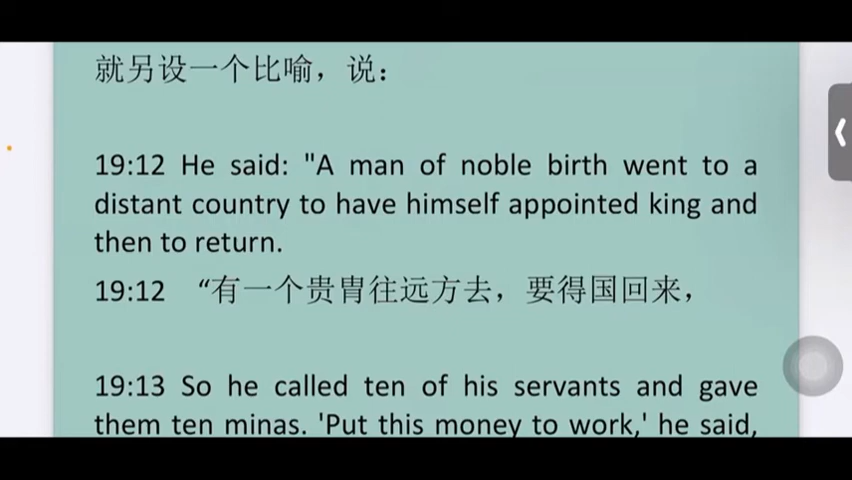 就另设一个比喻，说：
19:12 He said: "A man of noble birth went to a
distant country to have himself appointed king and
then to return.
19:12 “有一个贵胄往远方去，要得国回来，
19:13 So he called ten of his servants and gave
them ten minas. 'Put this money to work,' he said,